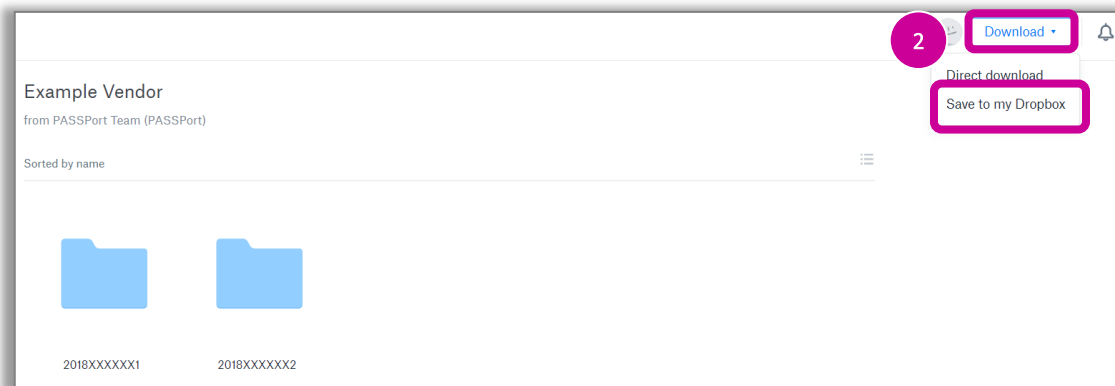 2
Download
Direct download
Save to my Dropbox
Example Vendor
from PASSPort Team (PASSPort)
Sorted by name
2018XXXXXX1
2018XXXXXX2